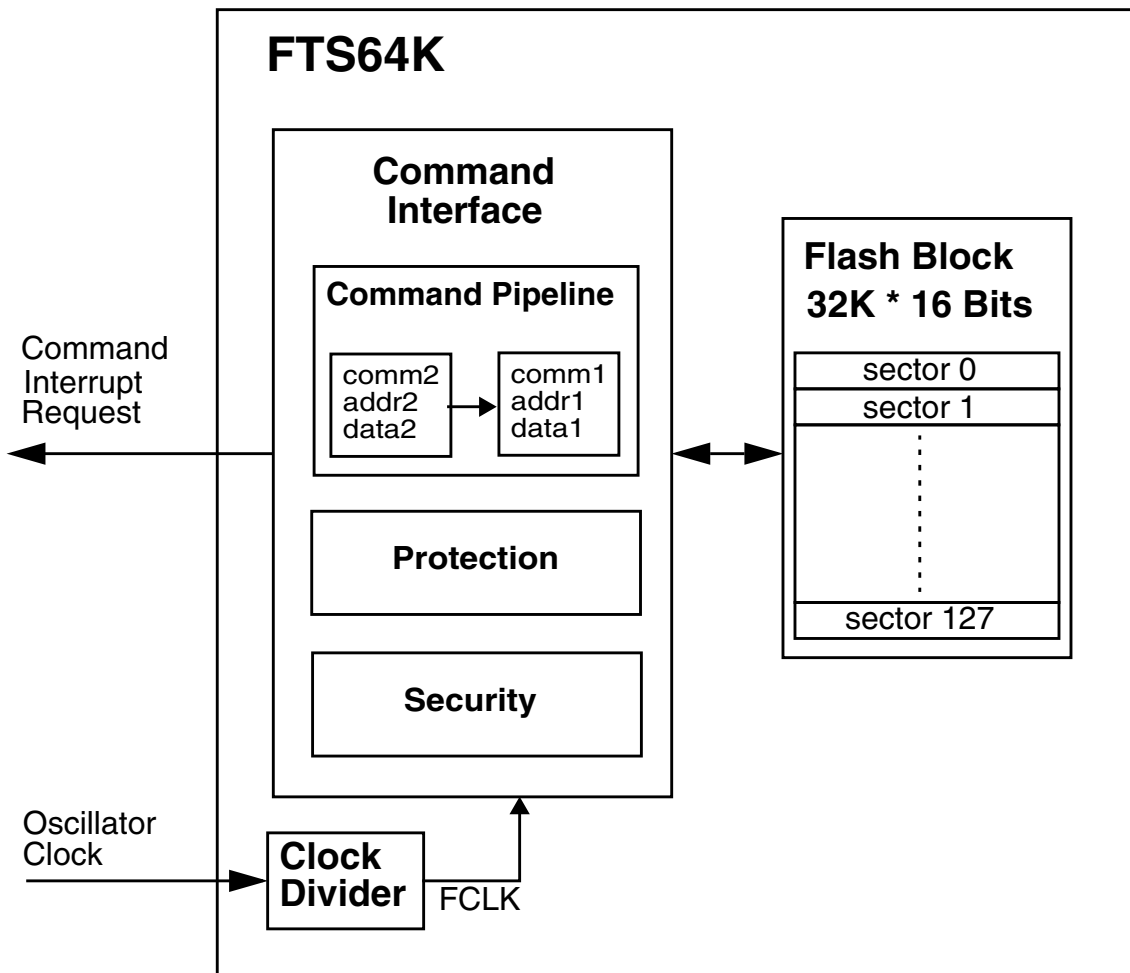 FTS64K
Command
Interface
Command Pipeline
comm2
addr2
data2
comm1
addr1
data1
Protection
Security
Command
Interrupt
Request
Flash Block
32K * 16 Bits
sector 0
sector 1
sector 127
Oscillator
Clock
Clock
Divider
FCLK